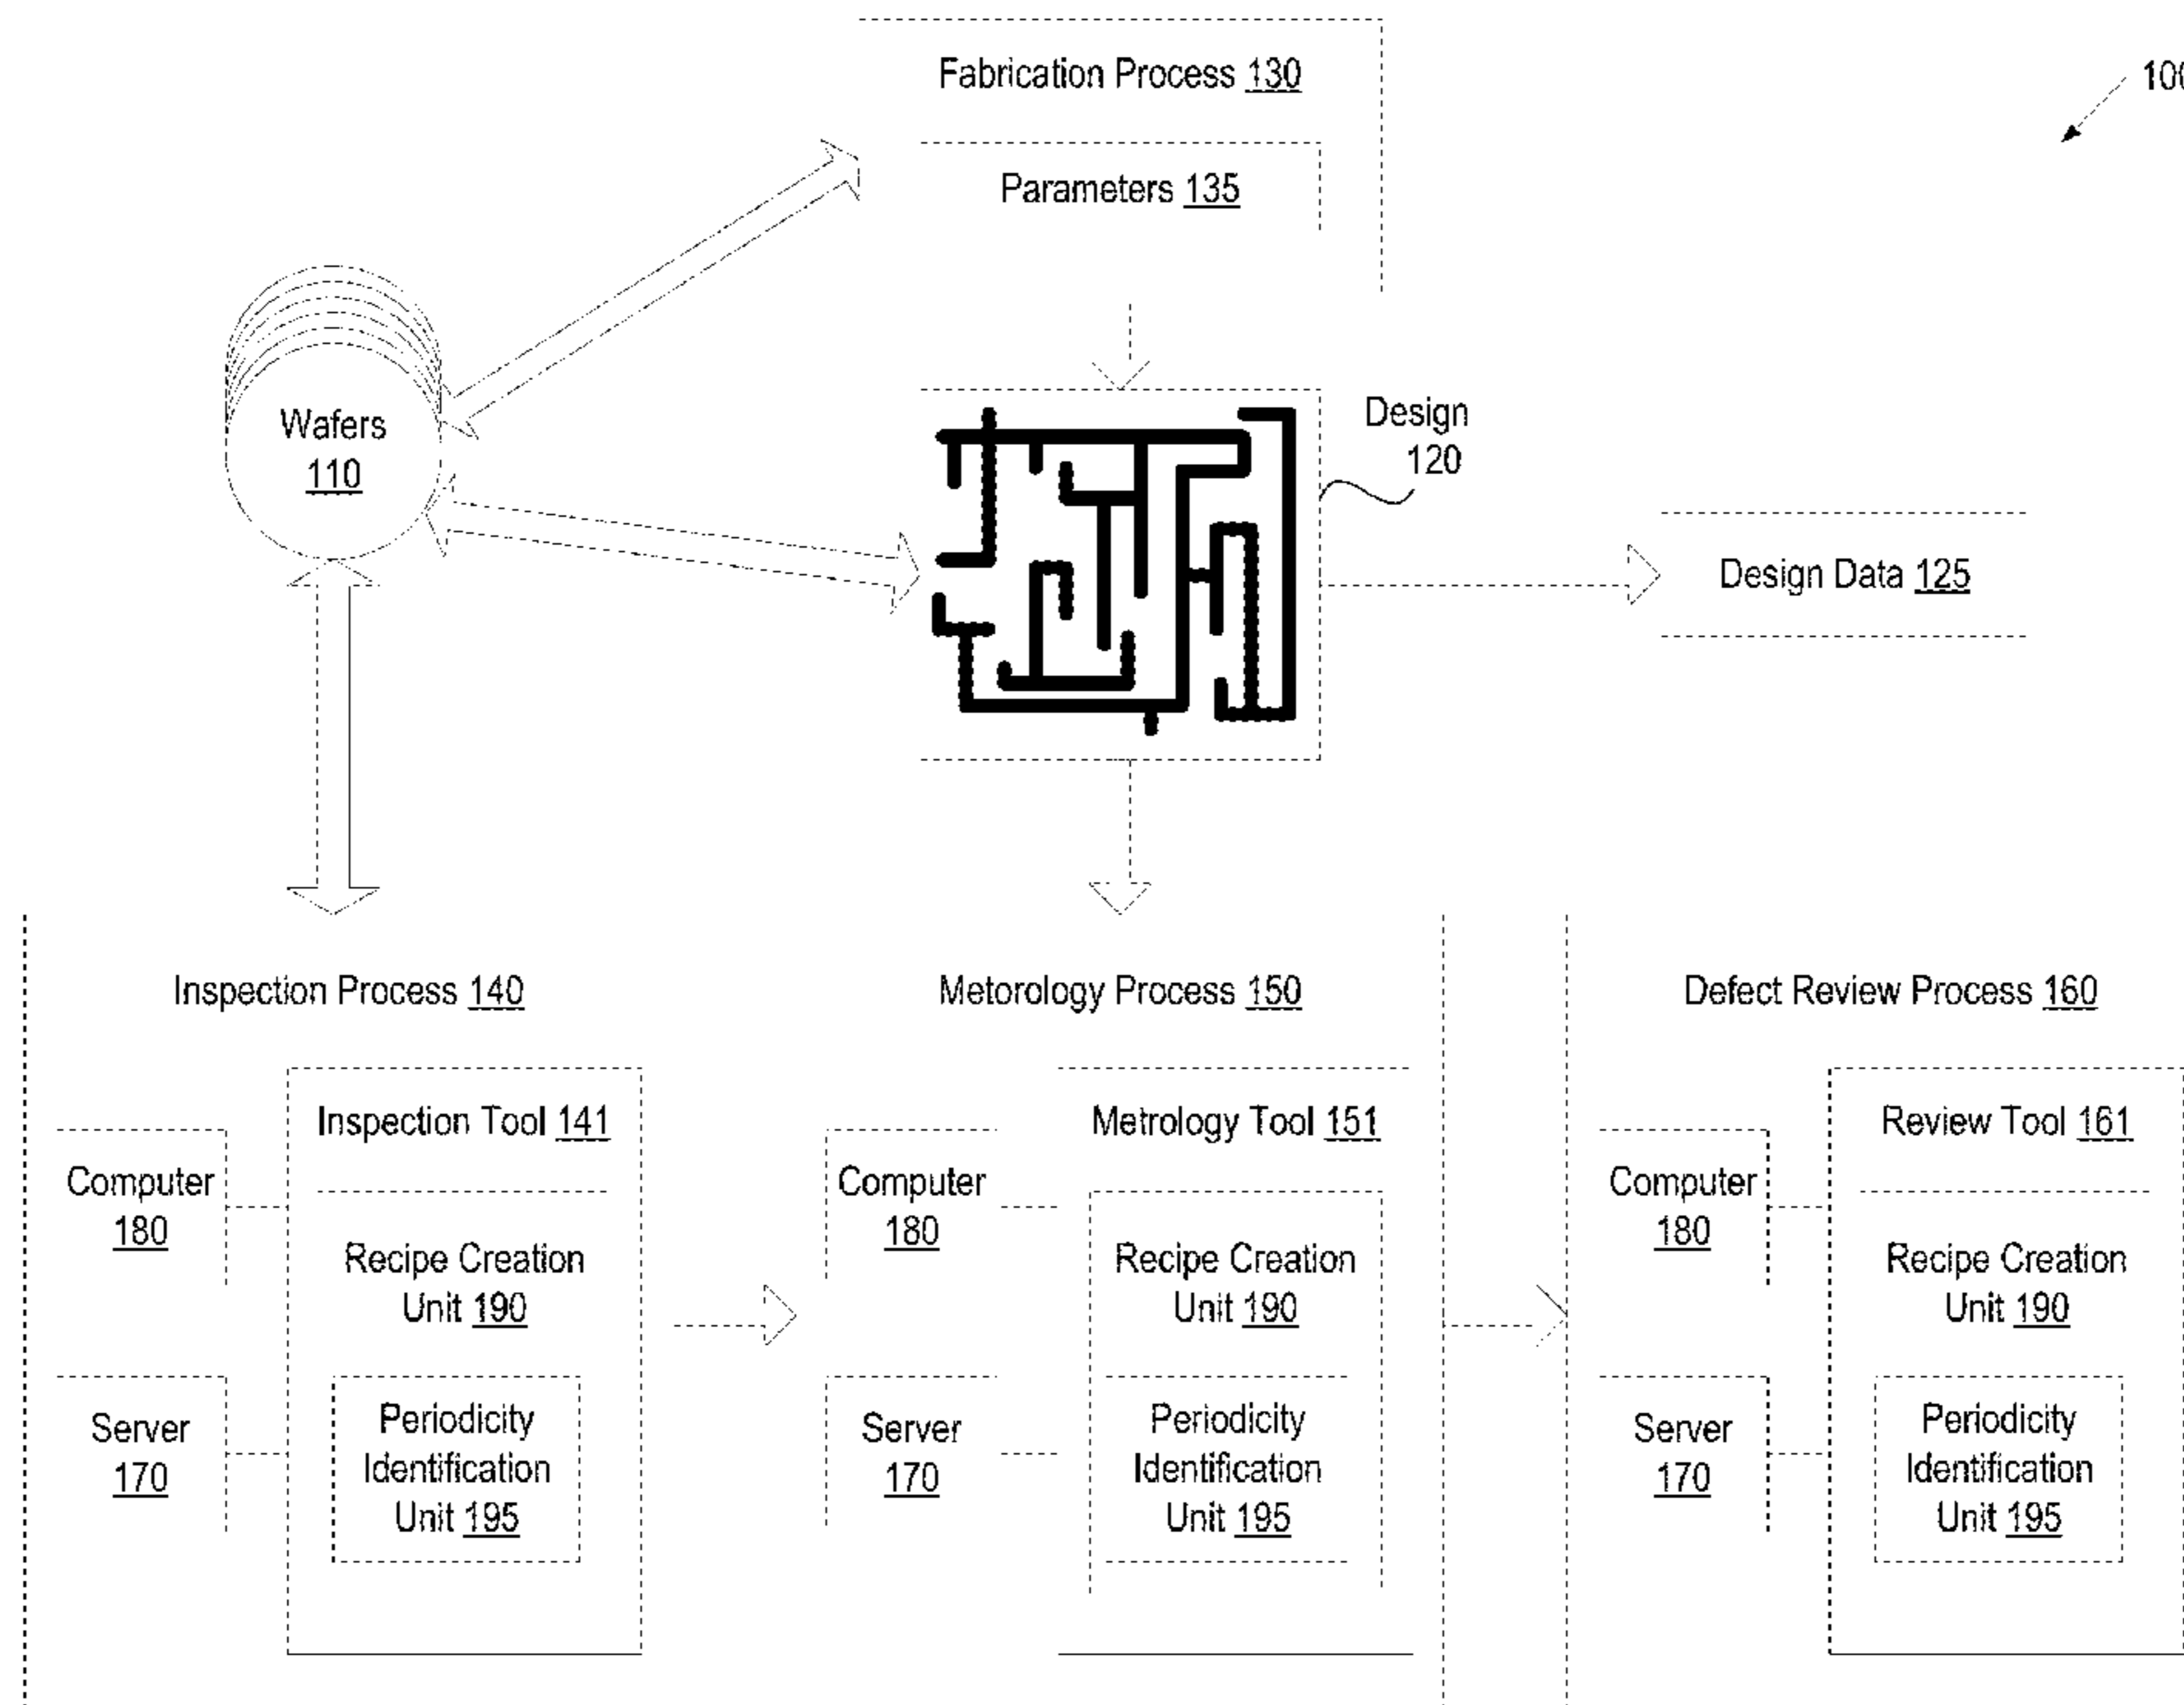 Fabrication Process 130
100
Parameters 135
Wafers
110
Design
120
Design Data 125
Inspection Process 140
Metorology Process 150
Defect Review Process 160
Inspection Tool 141
Computer
180
Recipe Creation
Unit 190
Server
170
Periodicity
Identification
Unit 195
Metrology Tool 151
Computer
180
Recipe Creation
Unit 190
Server
170
Periodicity
Identification
Unit 195
Review Tool 161
Computer
180
Recipe Creation
Unit 190
Server
170
Periodicity
Identification
Unit 195